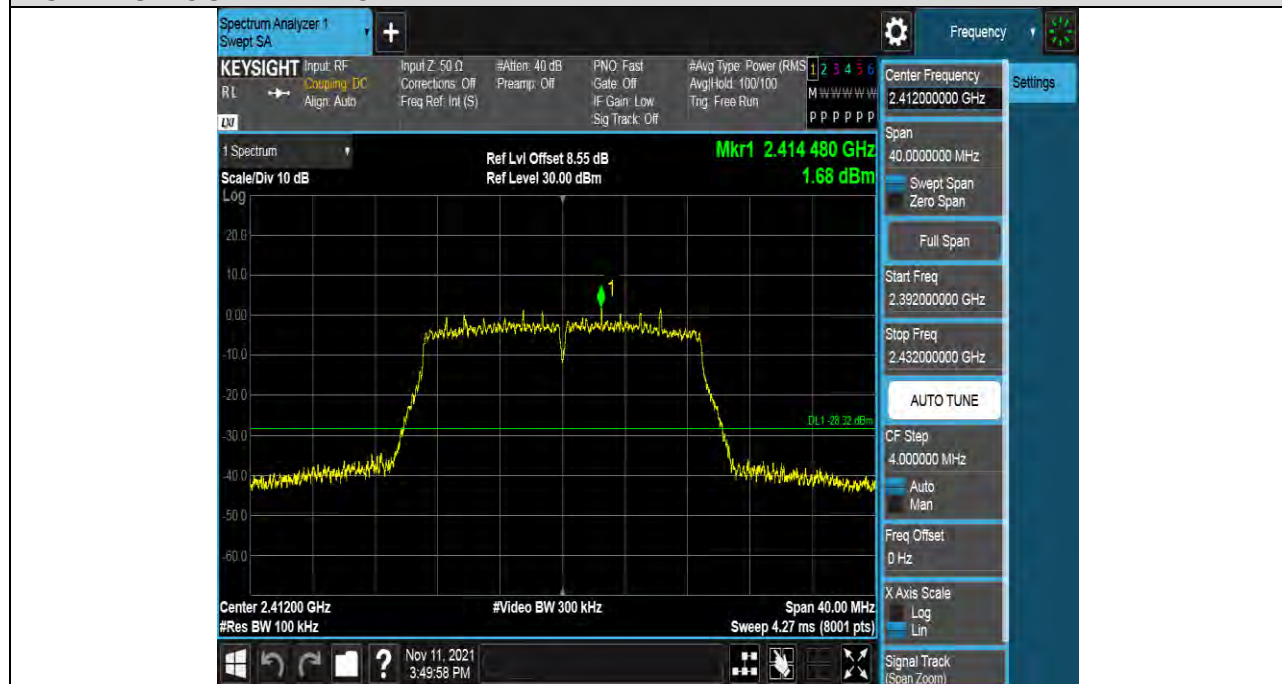 Spectrum Analyzer 1
Swept SA
+
Frequency
KEYSIGHT
RL
LXI
Input: RF
Coupling: DC
Align: Auto
Input Z: 50 Ω
Corrections: Off
Freq Ref: Int (S)
#Atten: 40 dB
Preamp: Off
PNO: Fast
Gate: Off
IF Gain: Low
Sig Track: Off
#Avg Type: Power (RMS
Avg|Hold: 100/100
Trig: Free Run
1 2 3 4 5 6
M W W W W W
P P P P P P
Center Frequency
2.412000000 GHz
Settings
1 Spectrum
Scale/Div 10 dB
Log
Ref Lvl Offset 8.55 dB
Ref Level 30.00 dBm
Mkr1 2.414 480 GHz
1.68 dBm
Span
40.0000000 MHz
Swept Span
Zero Span
Full Span
Start Freq
2.392000000 GHz
Stop Freq
2.432000000 GHz
AUTO TUNE
CF Step
4.000000 MHz
Auto
Man
Freq Offset
0 Hz
X Axis Scale
Log
Lin
Signal Track
(Span Zoom)
20.0
10.0
0.00
-10.0
-20.0
-30.0
-40.0
-50.0
-60.0
1
DL1 -28.32 dBm
Center 2.41200 GHz
#Res BW 100 kHz
#Video BW 300 kHz
Span 40.00 MHz
Sweep 4.27 ms (8001 pts)
?
Nov 11, 2021
3:49:58 PM